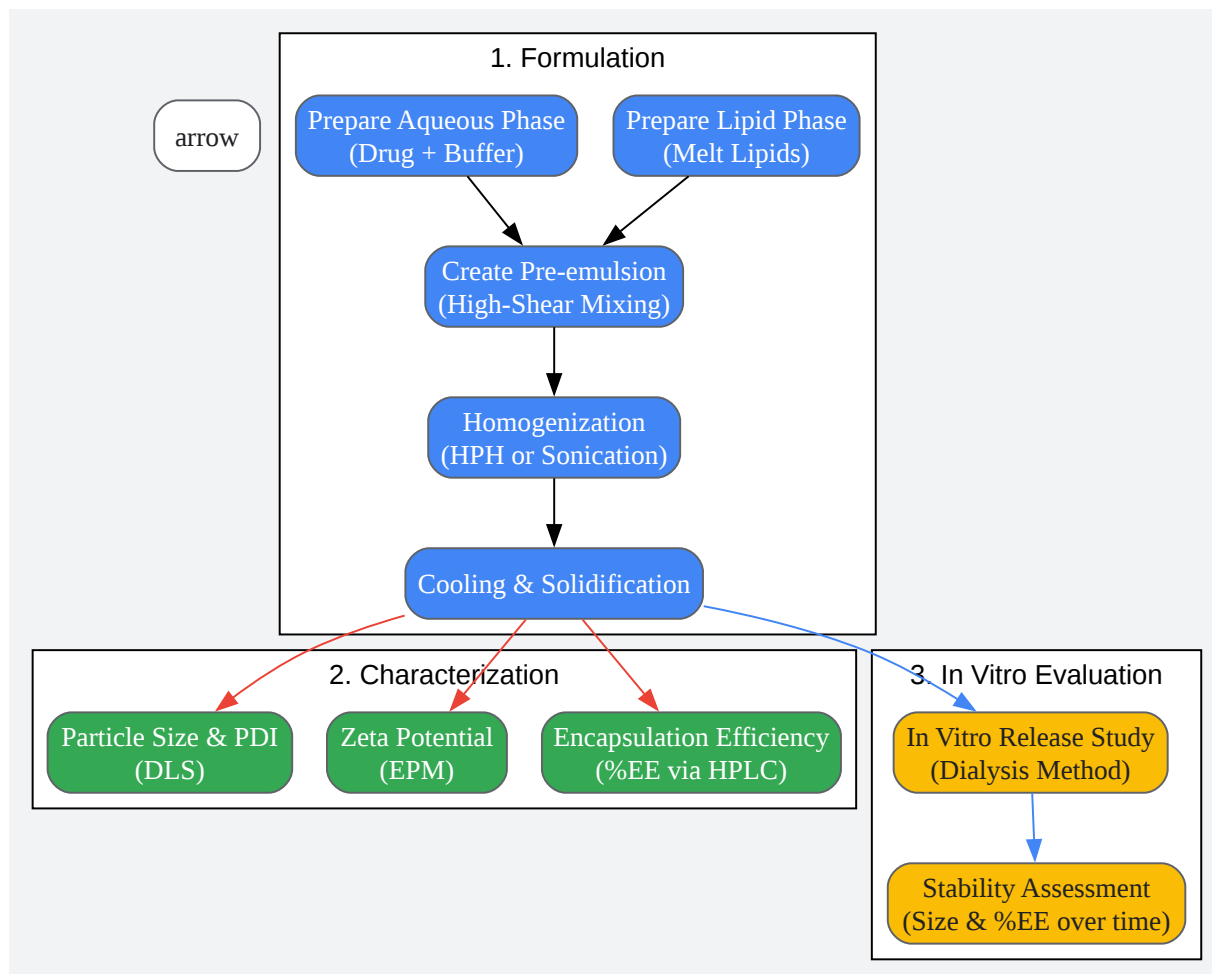 1. Formulation
arrow
Prepare Aqueous Phase
(Drug + Buffer)
Prepare Lipid Phase
(Melt Lipids)
Create Pre-emulsion
(High-Shear Mixing)
Homogenization
(HPH or Sonication)
Cooling & Solidification
2. Characterization
Particle Size & PDI
(DLS)
Zeta Potential
(EPM)
Encapsulation Efficiency
(%EE via HPLC)
3. In Vitro Evaluation
In Vitro Release Study
(Dialysis Method)
Stability Assessment
(Size & %EE over time)